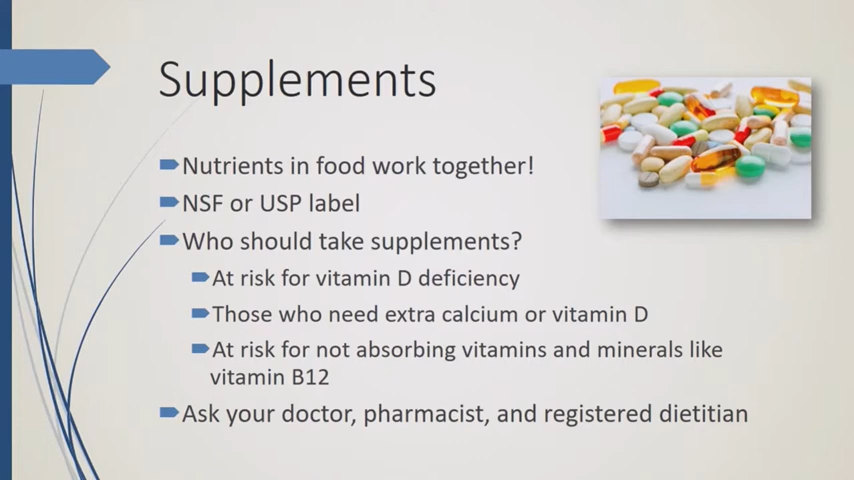 Supplements
Nutrients in food work together!
NSF or USP label
Who should take supplements?
At risk for vitamin D deficiency
Those who need extra calcium or vitamin D
At risk for not absorbing vitamins and minerals like
vitamin B12
Ask your doctor, pharmacist, and registered dietitian